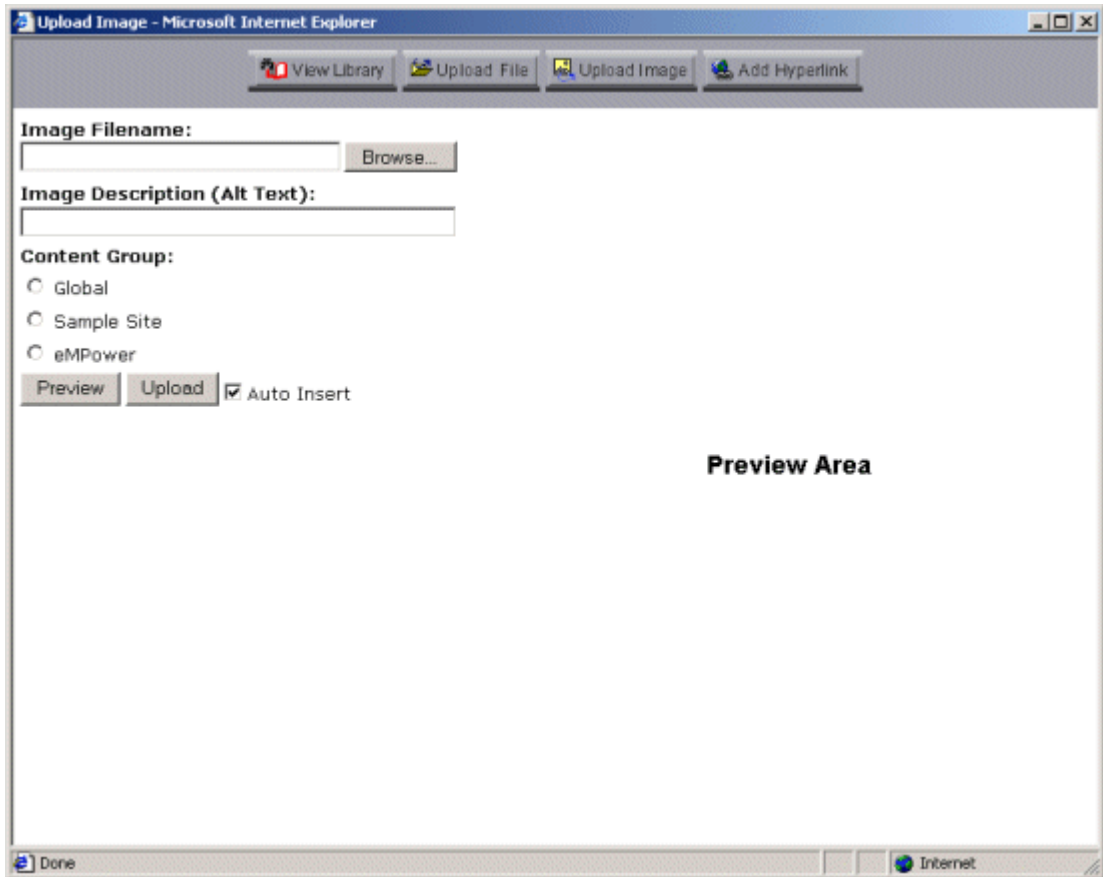 Upload Image - Microsoft Internet Explorer
View Library Upload File Upload Image Add Hyperlink
Image Filename:
Browse...
Image Description (Alt Text):
Content Group:
Global
Sample Site
eMPower
Preview Upload Auto Insert
Preview Area
Done Internet